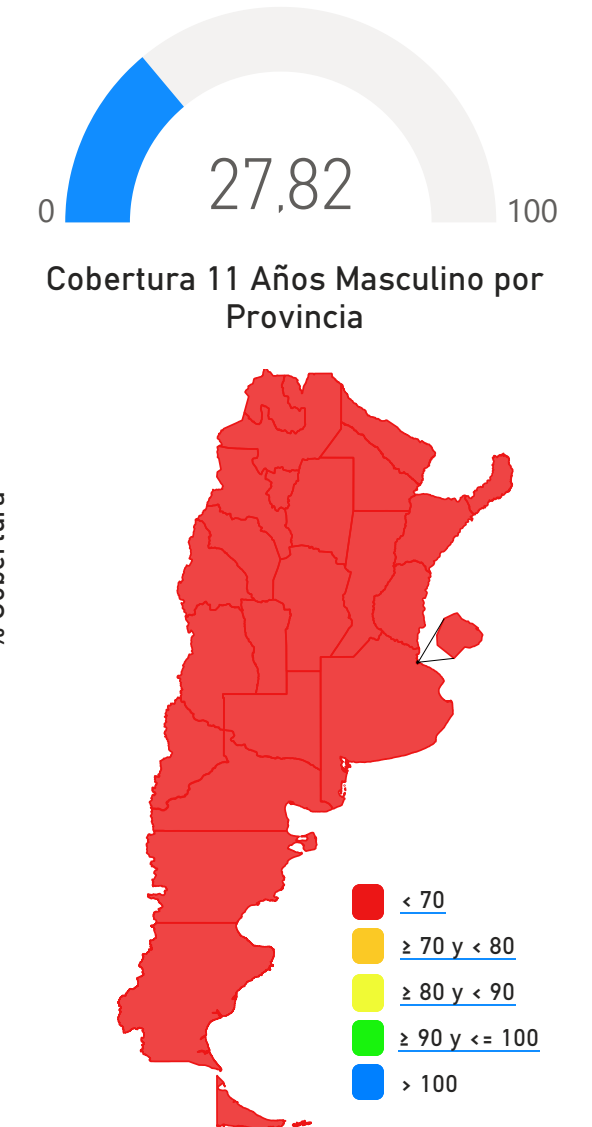 27,82
0
100
Cobertura 11 Años Masculino por
Provincia
< 70
≥ 70 y < 80
≥ 80 y < 90
≥ 90 y <= 100
> 100